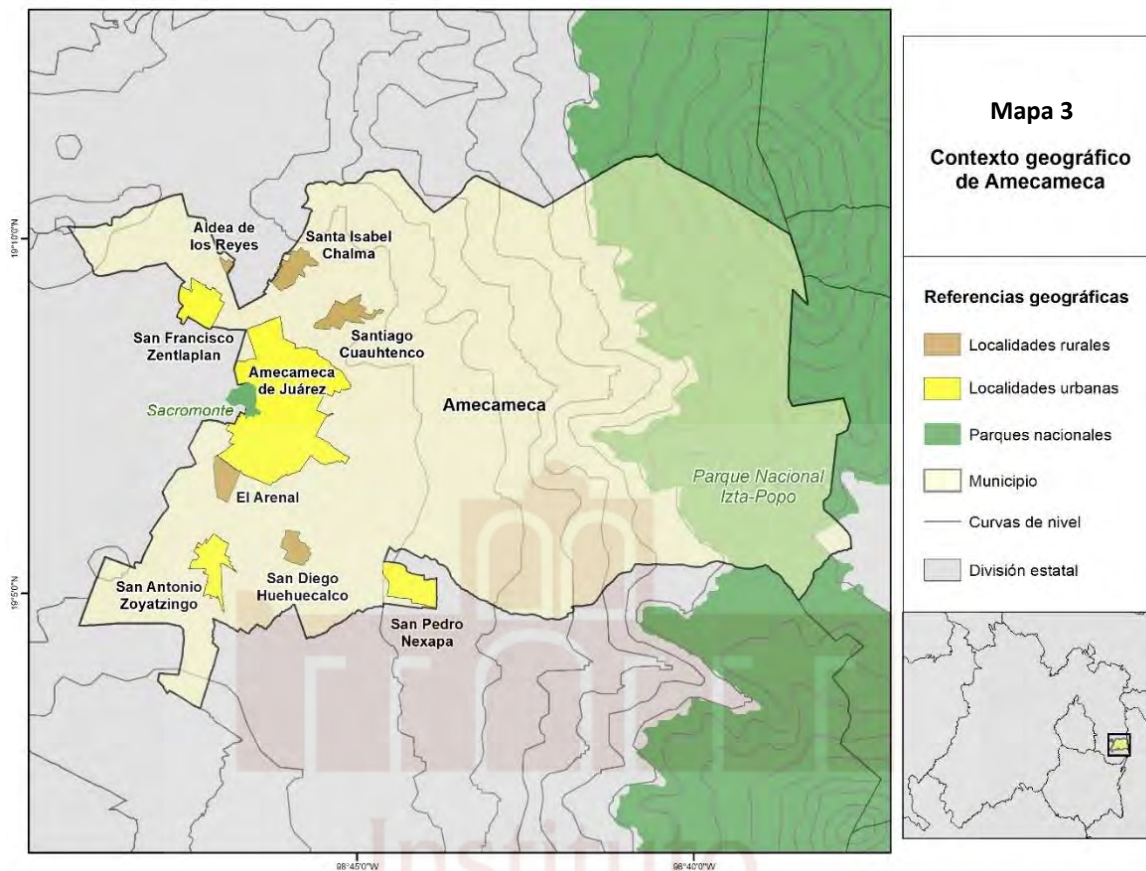 Mapa 3
Contexto geográfico
de Amecameca
Referencias geográficas
Localidades rurales
Localidades urbanas
Parques nacionales
Municipio
Curvas de nivel
División estatal
Aldea de
los Reyes
Santa Isabel
Chalma
San Francisco
Zentlaplan
Santiago
Cuauhtenco
Amecameca
de Juárez
Sacromonte
Amecameca
Parque Nacional
Izta-Popo
El Arenal
San Antonio
Zoyatzingo
San Diego
Huehuecalco
San Pedro
Nexapa
19°10'0"N
19°5'0"N
98°45'0"W
98°40'0"W
Instituto